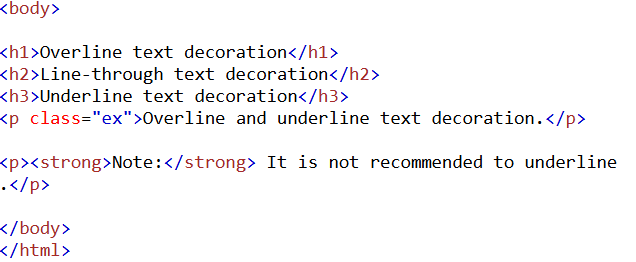 <body>
<h1>Overline text decoration</h1>
<h2>Line-through text decoration</h2>
<h3>Underline text decoration</h3>
<p class="ex">Overline and underline text decoration.</p>
<p><strong>Note:</strong> It is not recommended to underline
.</p>
</body>
</html>